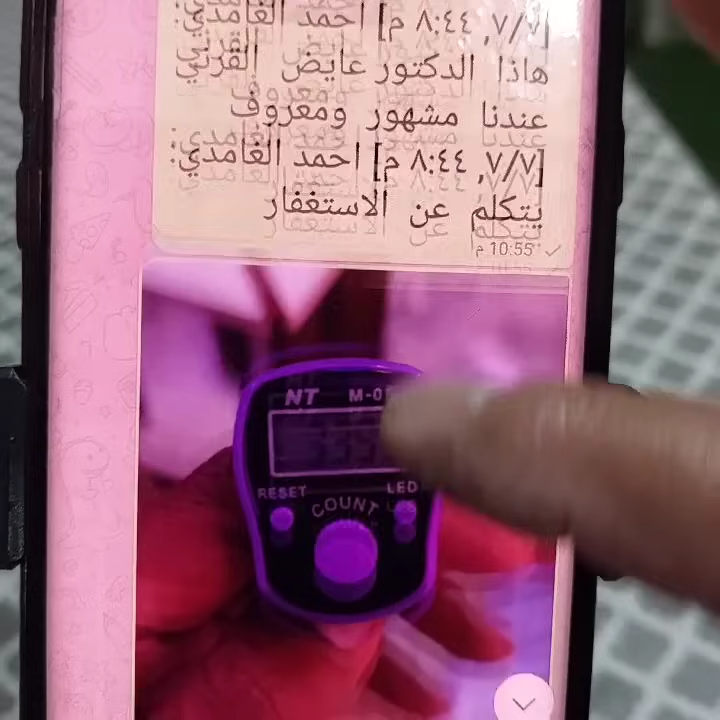 [٧/٧, ٨:٤٤ م] احمد الغامدي:
هاذا الدكتور عايض القرني
عندنا مشهور ومعروف
[٧/٧, ٨:٤٤ م] احمد الغامدي:
يتكلم عن الاستغفار
10:55 م
NT
RESET
LED
COUNT